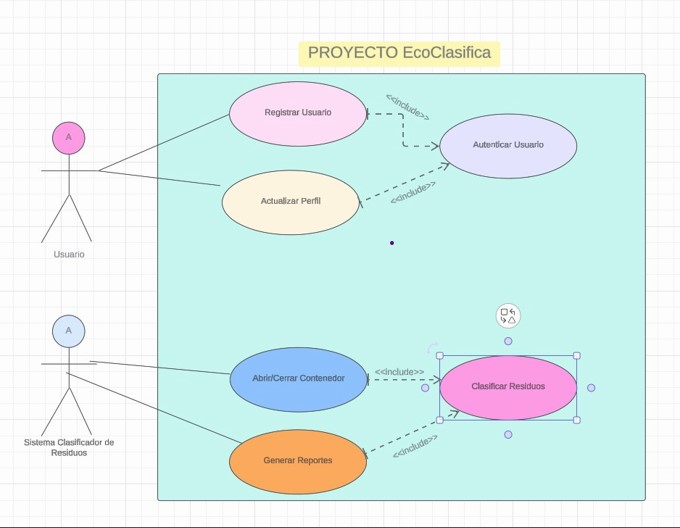 PROYECTO EcoClasifica
A
Registrar Usuario
<<Include>>
Autenticar Usuario
Actualizar Perfil
<<Include>>
Usuario
A
Abrir/Cerrar Contenedor
<<Include>>
Clasificar Residuos
Sistema Clasificador de
Residuos
Generar Reportes
<<Include>>